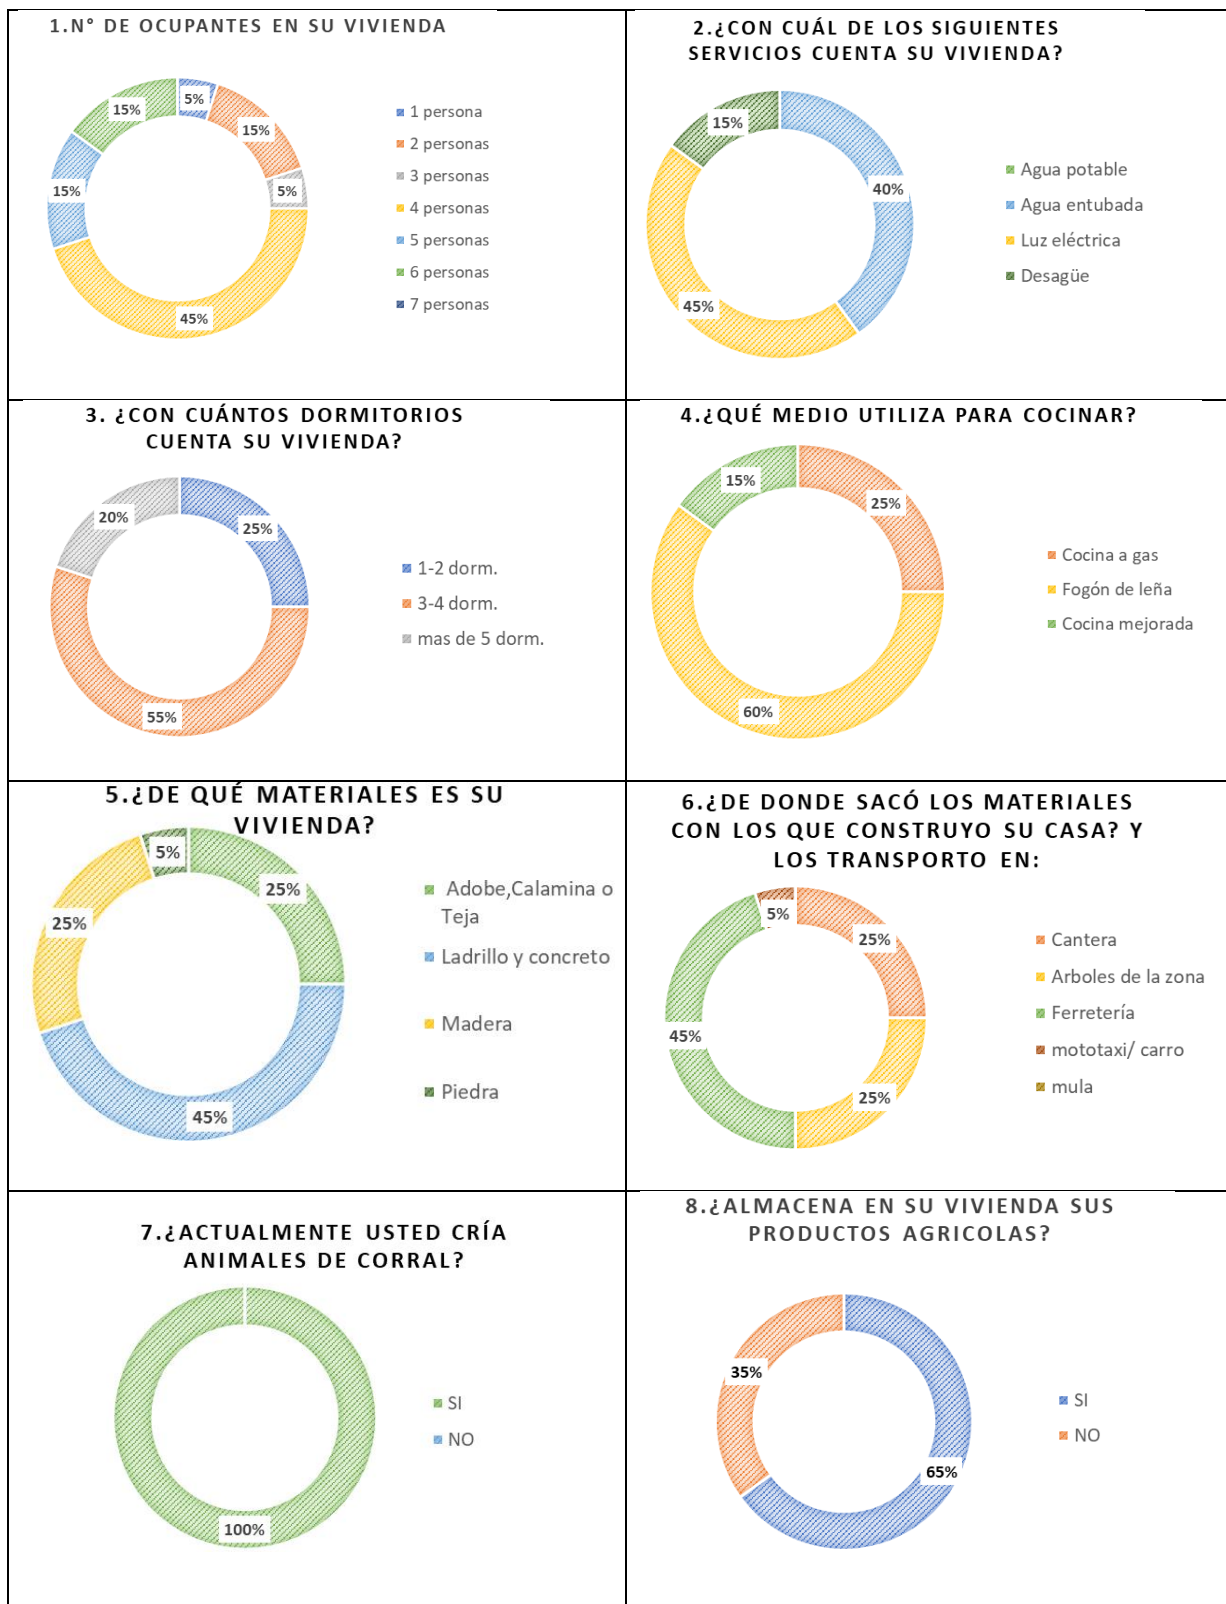 1.N° DE OCUPANTES EN SU VIVIENDA
5%
15%
5%
45%
15%
15%
1 persona
2 personas
3 personas
4 personas
5 personas
6 personas
7 personas
2.¿CON CUÁL DE LOS SIGUIENTES
SERVICIOS CUENTA SU VIVIENDA?
40%
45%
15%
Agua potable
Agua entubada
Luz eléctrica
Desagüe
3. ¿CON CUÁNTOS DORMITORIOS
CUENTA SU VIVIENDA?
25%
55%
20%
1-2 dorm.
3-4 dorm.
mas de 5 dorm.
4.¿QUÉ MEDIO UTILIZA PARA COCINAR?
25%
60%
15%
Cocina a gas
Fogón de leña
Cocina mejorada
5.¿DE QUÉ MATERIALES ES SU
VIVIENDA?
25%
45%
25%
5%
Adobe,Calamina o
Teja
Ladrillo y concreto
Madera
Piedra
6.¿DE DONDE SACÓ LOS MATERIALES
CON LOS QUE CONSTRUYO SU CASA? Y
LOS TRANSPORTO EN:
25%
25%
45%
5%
Cantera
Arboles de la zona
Ferretería
mototaxi/ carro
mula
7.¿ACTUALMENTE USTED CRÍA
ANIMALES DE CORRAL?
100%
SI
NO
8.¿ALMACENA EN SU VIVIENDA SUS
PRODUCTOS AGRICOLAS?
65%
35%
SI
NO